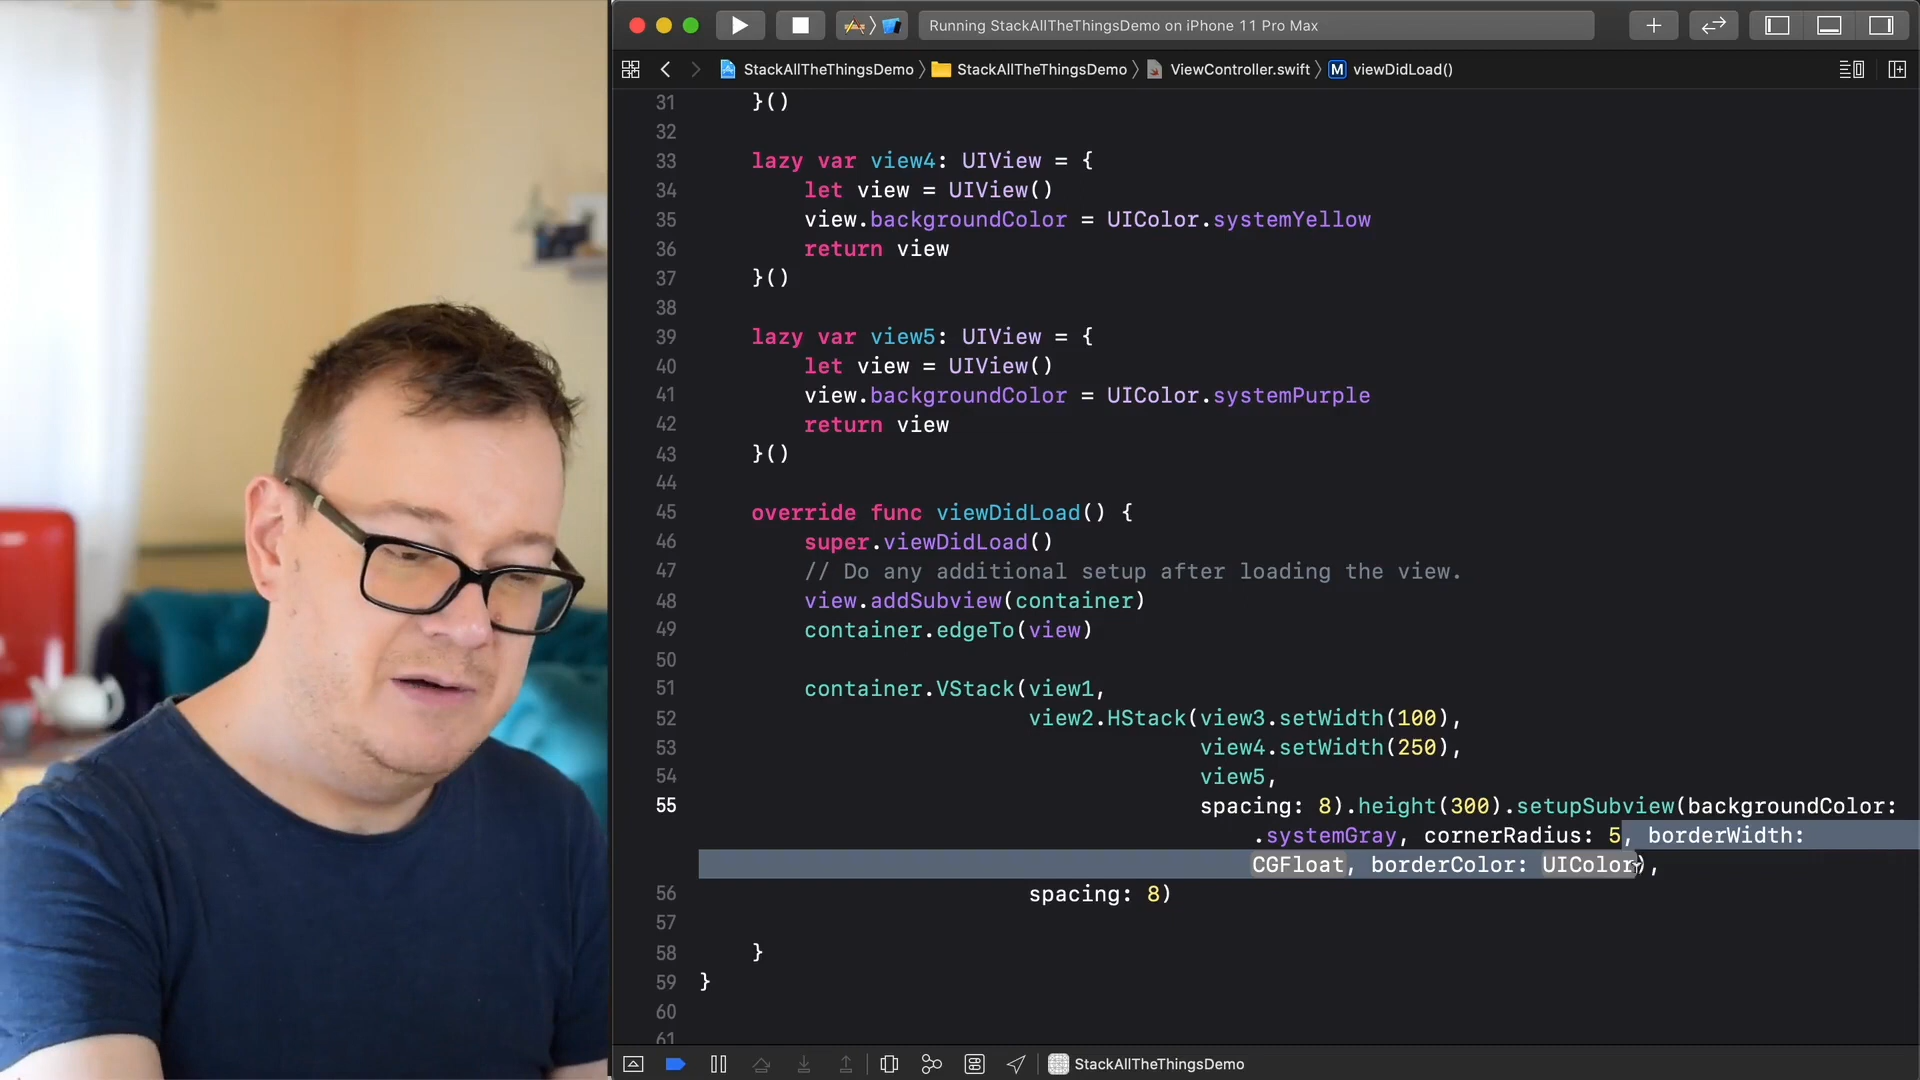 Running StackAllTheThingsDemo on iPhone 11 Pro Max
StackAllTheThingsDemo StackAllTheThingsDemo ViewController.swift M viewDidLoad()
31 }()
32
33 lazy var view4: UIView = {
34 let view = UIView()
35 view.backgroundColor = UIColor.systemYellow
36 return view
37 }()
38
39 lazy var view5: UIView = {
40 let view = UIView()
41 view.backgroundColor = UIColor.systemPurple
42 return view
43 }()
44
45 override func viewDidLoad() {
46 super.viewDidLoad()
47 // Do any additional setup after loading the view.
48 view.addSubview(container)
49 container.edgeTo(view)
50
51 container.VStack(view1,
52 view2.HStack(view3.setWidth(100),
53 view4.setWidth(250),
54 view5,
55 spacing: 8).height(300).setupSubview(backgroundColor:
.systemGray, cornerRadius: 5, borderWidth:
CGFloat, borderColor: UIColor),
56 spacing: 8)
57
58 }
59 }
60
61
StackAllTheThingsDemo